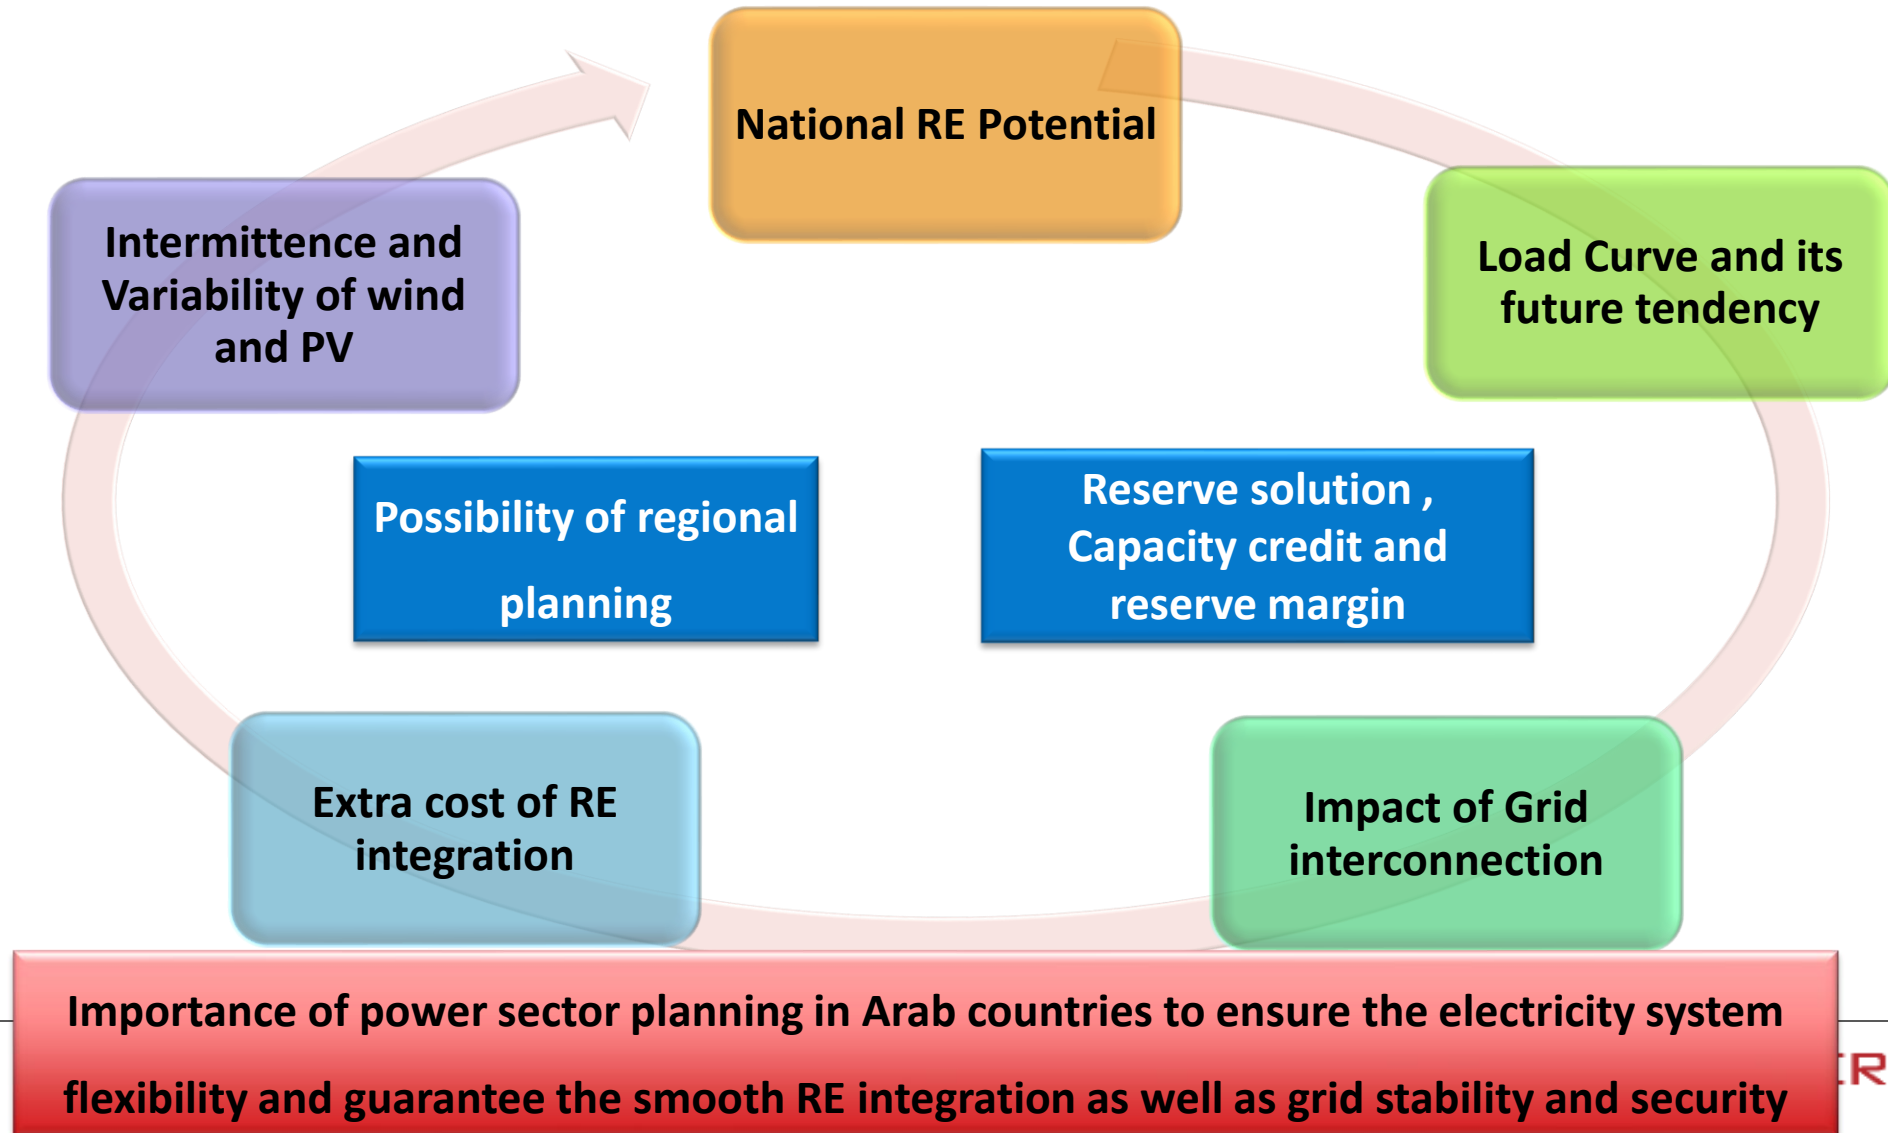 National RE Potential
Load Curve and its
future tendency
Intermittence and
Variability of wind
and PV
Possibility of regional
planning
Reserve solution ,
Capacity credit and
reserve margin
Extra cost of RE
integration
Impact of Grid
interconnection
Importance of power sector planning in Arab countries to ensure the electricity system
flexibility and guarantee the smooth RE integration as well as grid stability and security